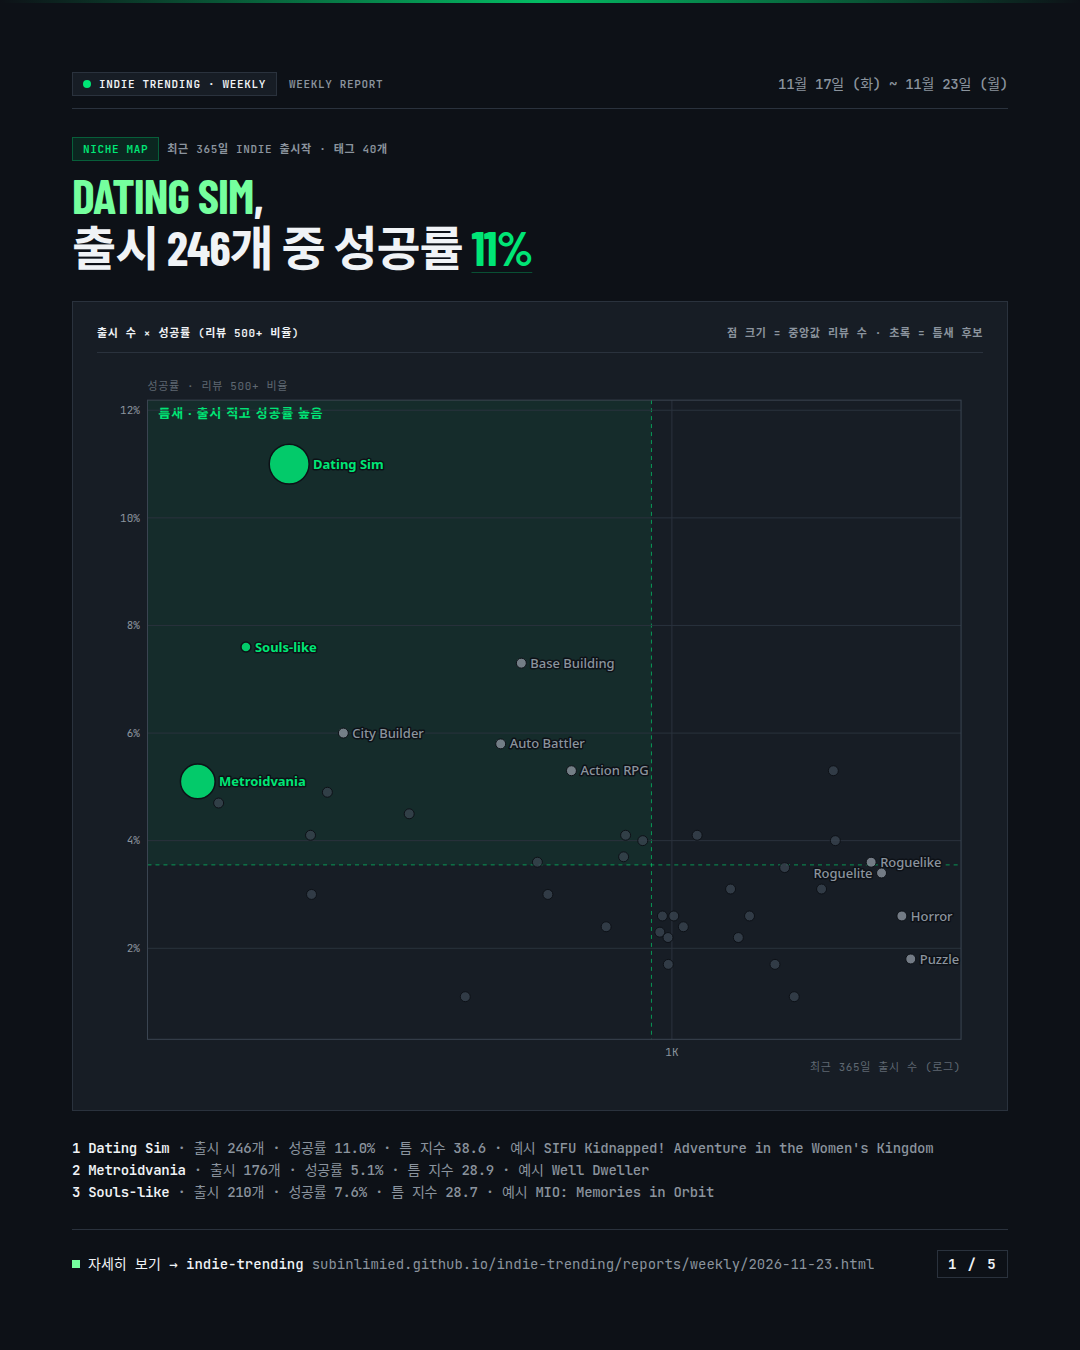 INDIE TRENDING · WEEKLY
WEEKLY REPORT
11월 17일 (화) ~ 11월 23일 (월)
NICHE MAP
최근 365일 INDIE 출시작 · 태그 40개
DATING SIM,
출시 246개 중 성공률 11%
출시 수 × 성공률 (리뷰 500+ 비율)
점 크기 = 중앙값 리뷰 수 · 초록 = 틈새 후보
성공률 · 리뷰 500+ 비율
12%
틈새 · 출시 적고 성공률 높음
Dating Sim
10%
8%
Souls-like
Base Building
6%
City Builder
Auto Battler
Action RPG
Metroidvania
4%
Roguelike
Roguelite
Horror
2%
Puzzle
1K
최근 365일 출시 수 (로그)
1 Dating Sim · 출시 246개 · 성공률 11.0% · 틈 지수 38.6 · 예시 SIFU Kidnapped! Adventure in the Women's Kingdom
2 Metroidvania · 출시 176개 · 성공률 5.1% · 틈 지수 28.9 · 예시 Well Dweller
3 Souls-like · 출시 210개 · 성공률 7.6% · 틈 지수 28.7 · 예시 MIO: Memories in Orbit
자세히 보기 → indie-trending subinlimied.github.io/indie-trending/reports/weekly/2026-11-23.html
1 / 5